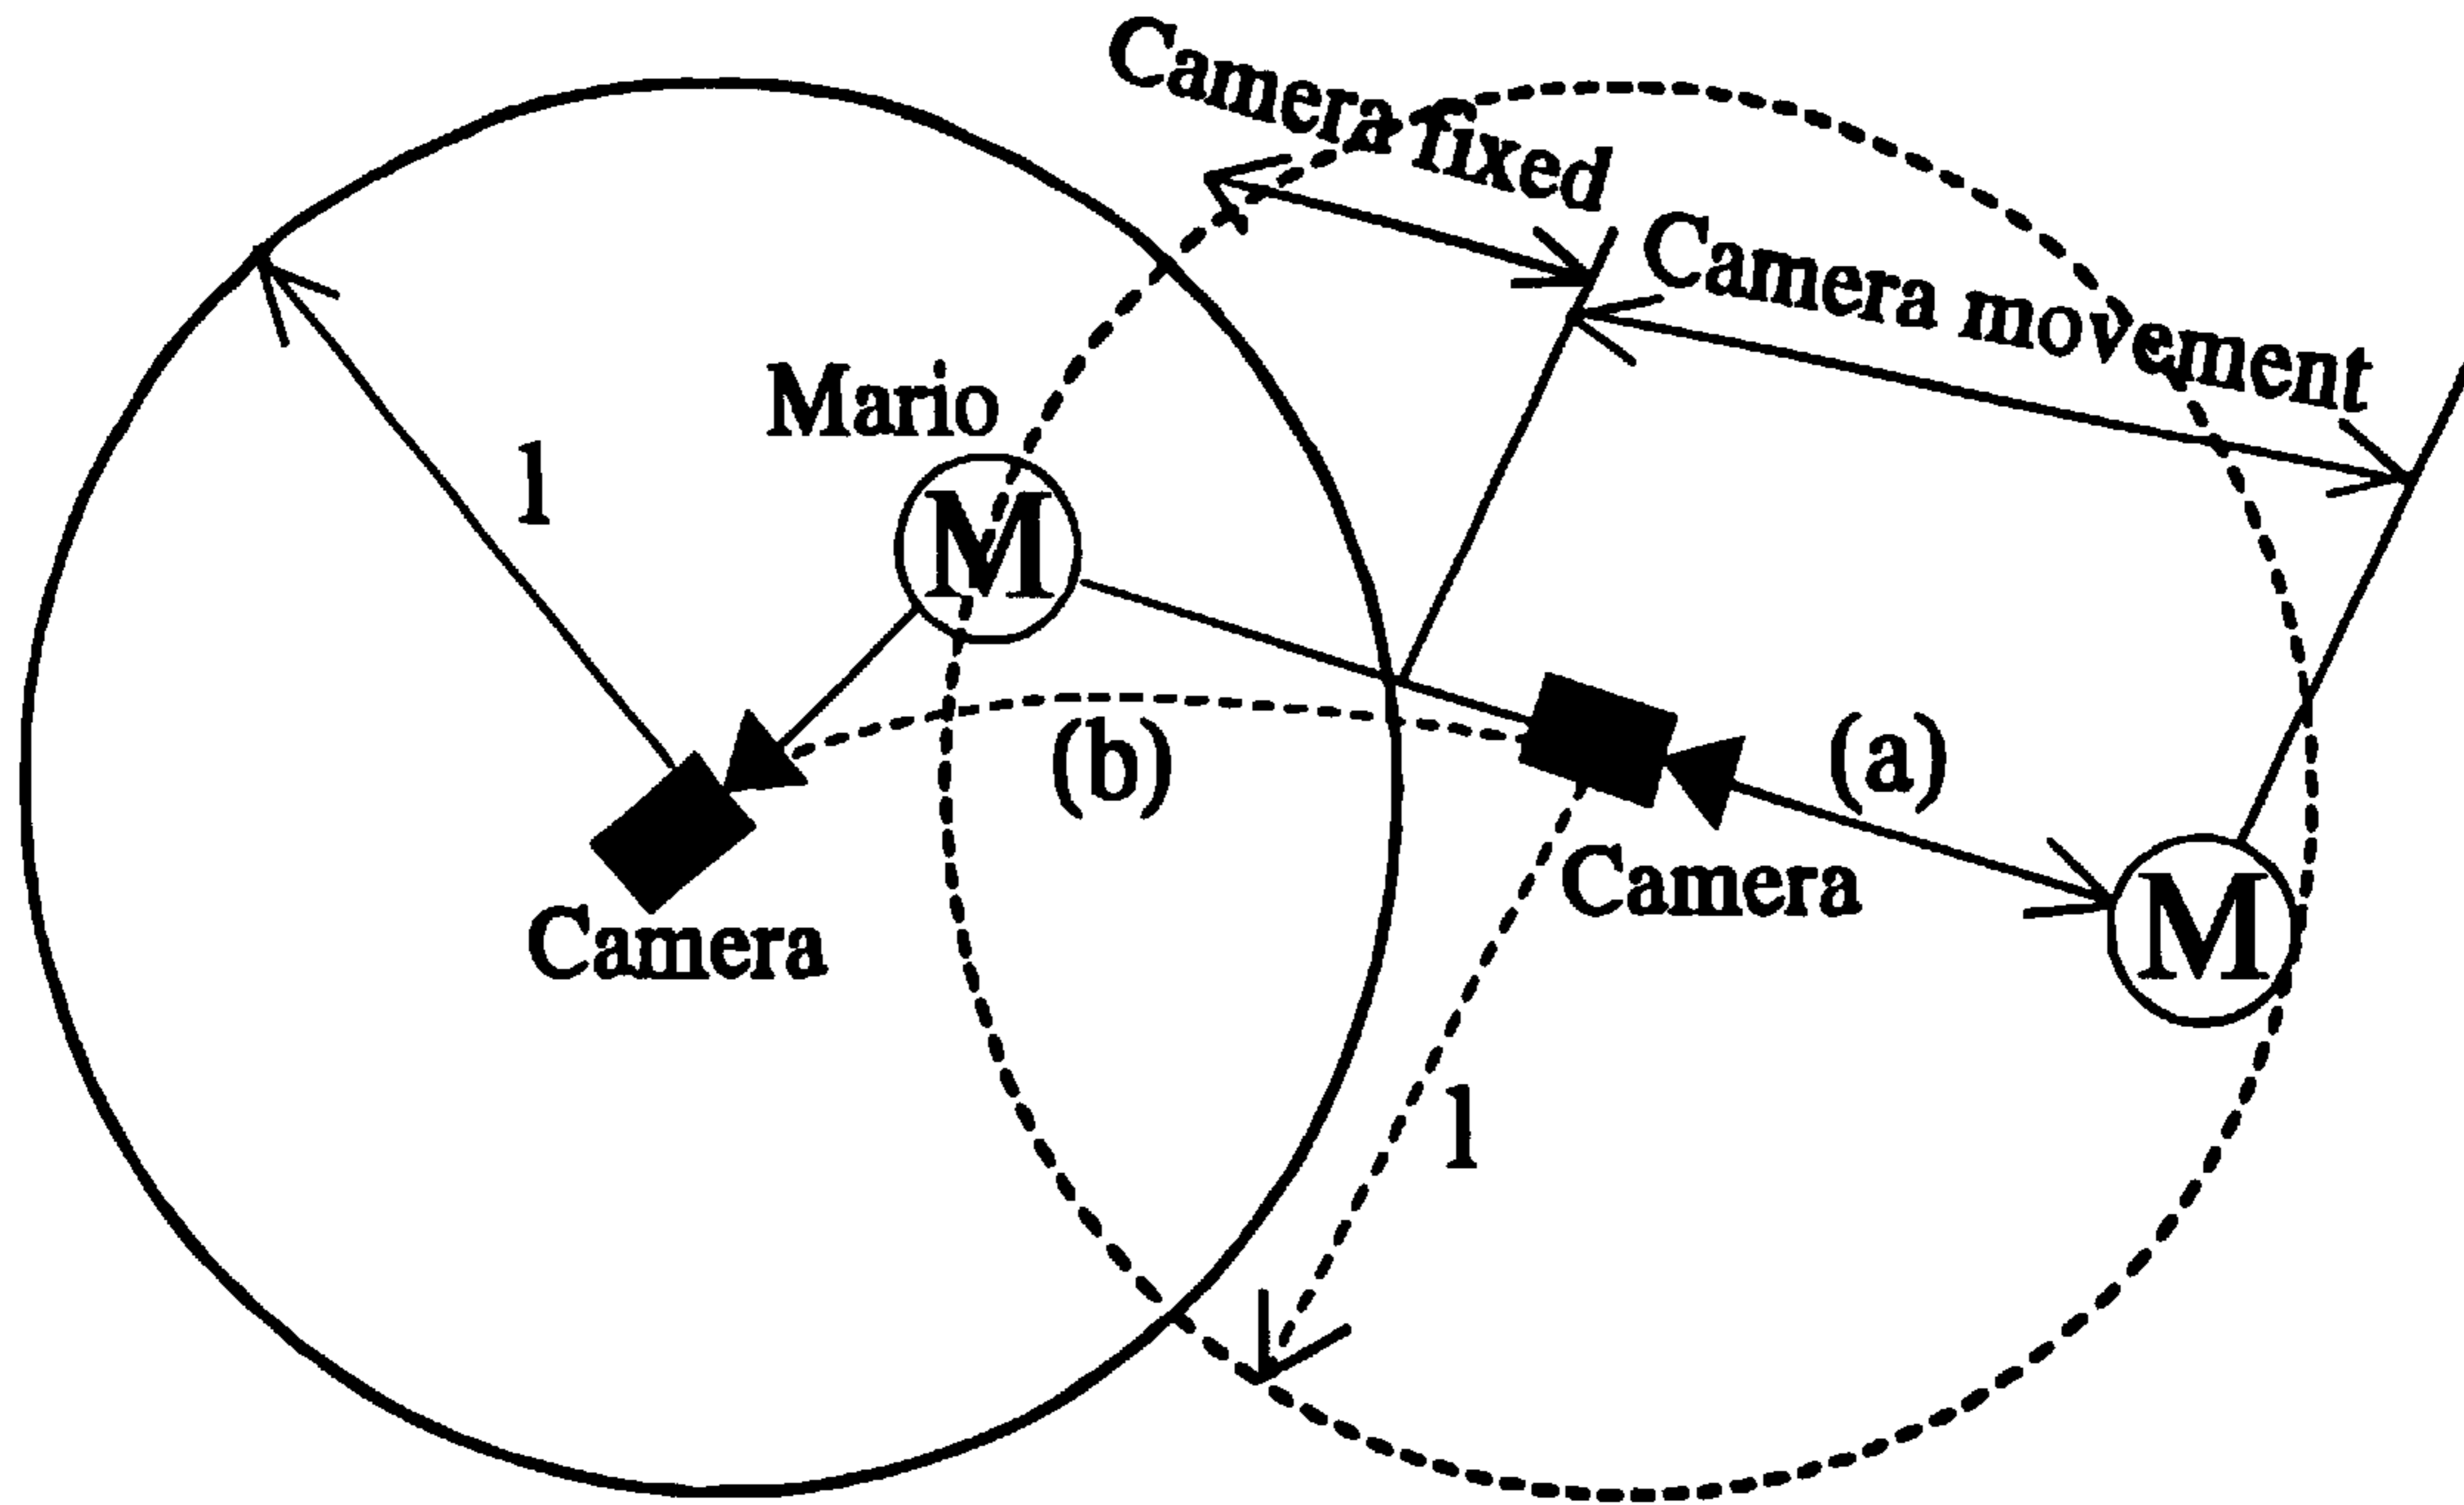 Camera fixed
Camera movement
Mario
l
M
(b)
(a)
Camera
Camera
M
l